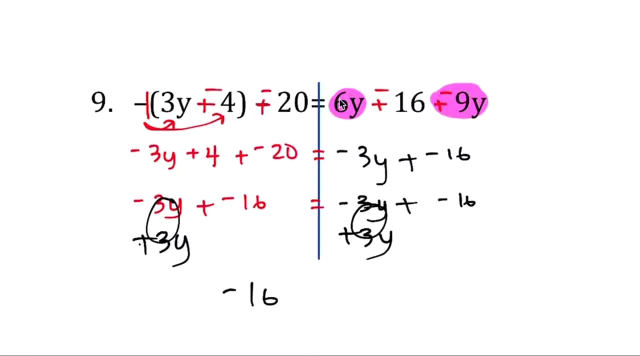 9. -(3y + -4) + - 20 = 6y + - 16 + - 9y
- 3y + 4 + - 20 = - 3y + - 16
- 3y + - 16 = - 3y + - 16
+ 3y + 3y
- 16